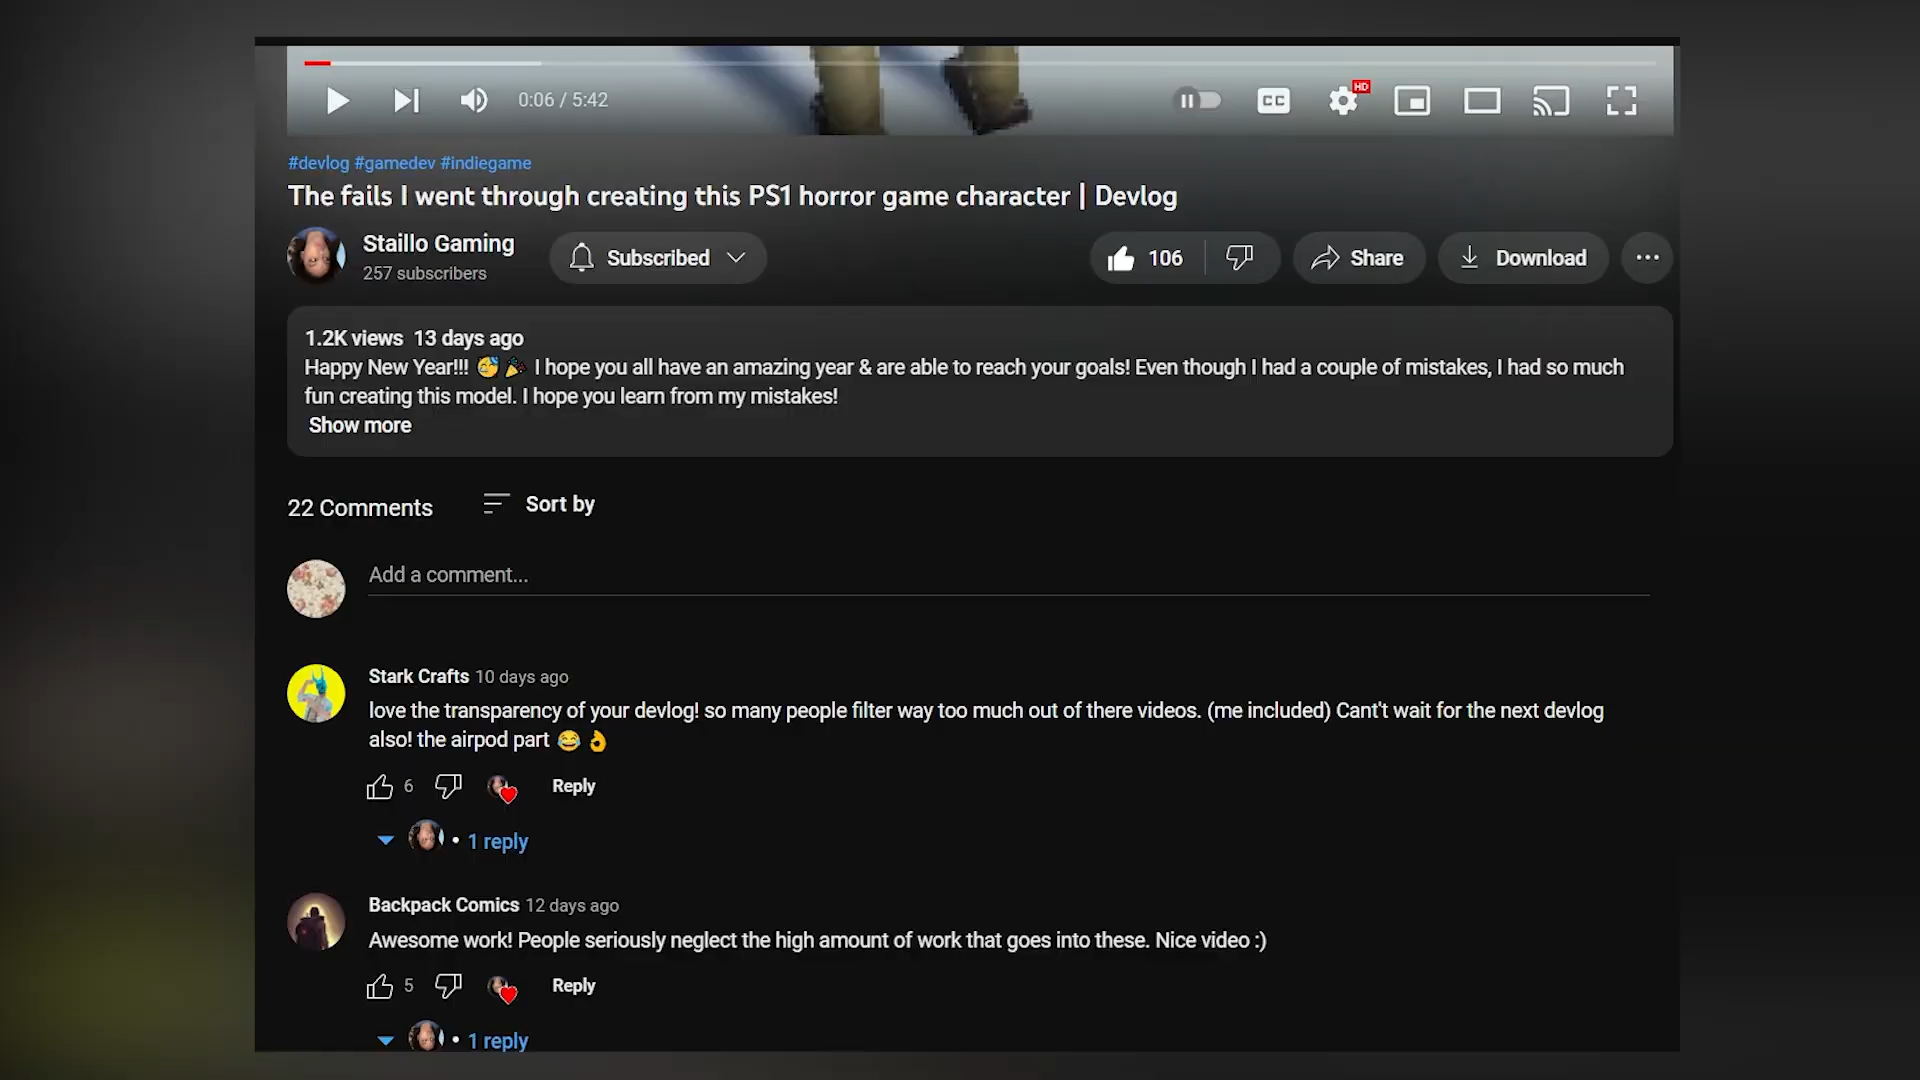 0:06 / 5:42
CC
HD
#devlog #gamedev #indiegame
The fails I went through creating this PS1 horror game character | Devlog
Staillo Gaming
257 subscribers
Subscribed
106
Share
Download
1.2K views 13 days ago
Happy New Year!!! 🥳🎉 I hope you all have an amazing year & are able to reach your goals! Even though I had a couple of mistakes, I had so much
fun creating this model. I hope you learn from my mistakes!
Show more
22 Comments
Sort by
Add a comment...
Stark Crafts 10 days ago
love the transparency of your devlog! so many people filter way too much out of there videos. (me included) Cant't wait for the next devlog
also! the airpod part 😂 👌
6
Reply
• 1 reply
Backpack Comics 12 days ago
Awesome work! People seriously neglect the high amount of work that goes into these. Nice video :)
5
Reply
• 1 reply